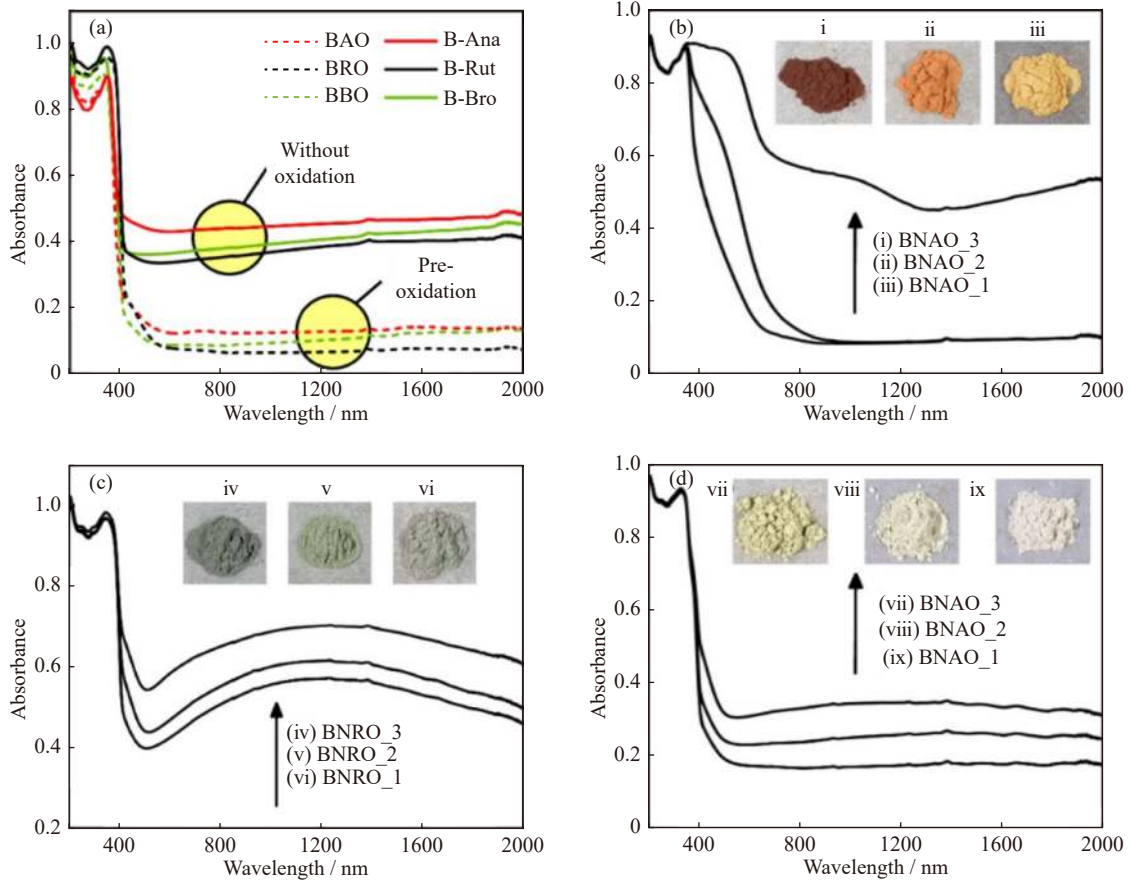 (a)
BAO
B-Ana
BRO
B-Rut
BBO
B-Bro
Without
oxidation
Pre-
oxidation
Absorbance
1.0
0.8
0.6
0.4
0.2
0
400
800
1200
1600
2000
Wavelength / nm
(b)
i
ii
iii
(i) BNAO_3
(ii) BNAO_2
(iii) BNAO_1
Absorbance
1.0
0.8
0.6
0.4
0.2
0
400
800
1200
1600
2000
Wavelength / nm
(c)
iv
v
vi
(iv) BNRO_3
(v) BNRO_2
(vi) BNRO_1
Absorbance
1.0
0.8
0.6
0.4
0.2
400
800
1200
1600
2000
Wavelength / nm
(d)
vii
viii
ix
(vii) BNAO_3
(viii) BNAO_2
(ix) BNAO_1
Absorbance
1.0
0.8
0.6
0.4
0.2
0
400
800
1200
1600
2000
Wavelength / nm